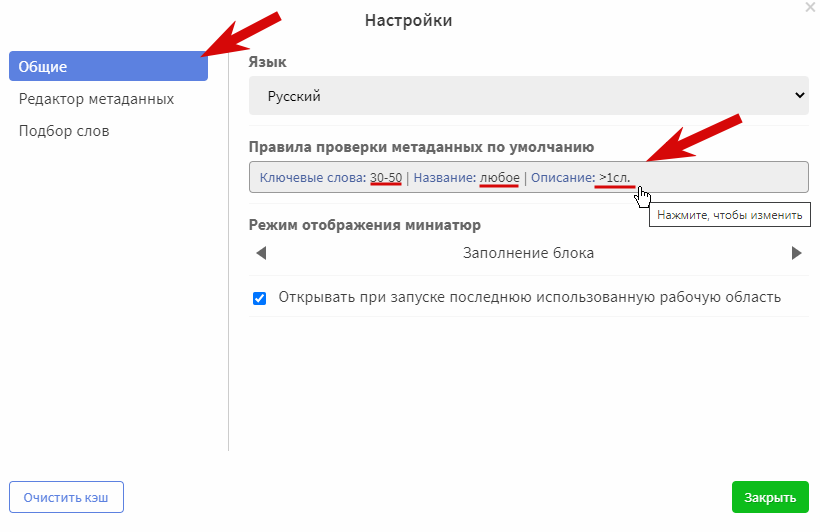 Настройки
Общие
Редактор метаданных
Подбор слов
Язык
Русский
Правила проверки метаданных по умолчанию
Ключевые слова: 30-50 | Название: любое | Описание: >1сл.
Нажмите, чтобы изменить
Режим отображения миниатюр
Заполнение блока
Открывать при запуске последнюю использованную рабочую область
Очистить кэш
Закрыть